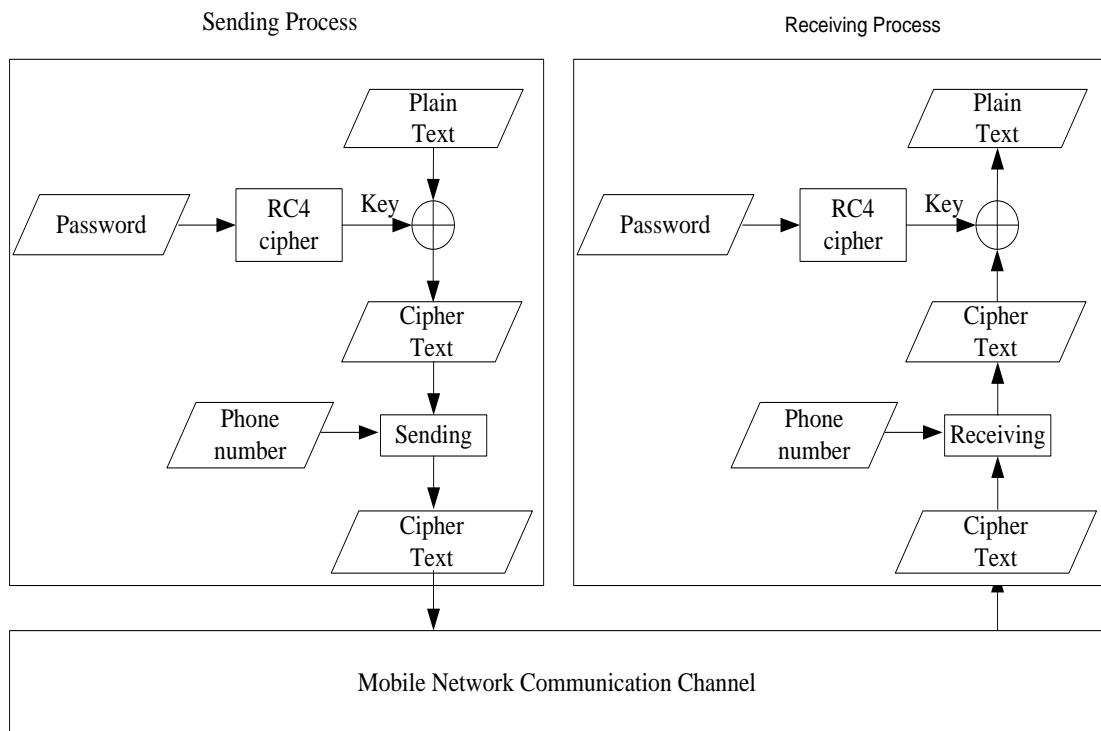 Sending Process
Plain
Text
Password
RC4
cipher
Key
Cipher
Text
Phone
number
Sending
Cipher
Text
Receiving Process
Plain
Text
Password
RC4
cipher
Key
Cipher
Text
Phone
number
Receiving
Cipher
Text
Mobile Network Communication Channel